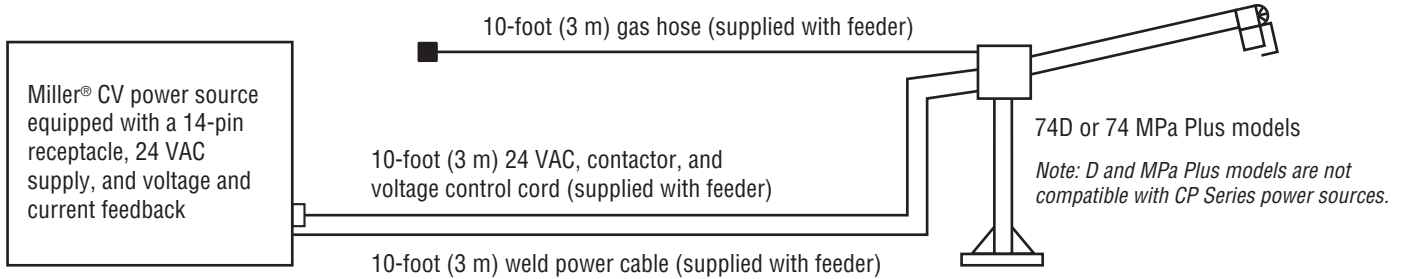 10-foot (3 m) gas hose (supplied with feeder)
Miller® CV power source
equipped with a 14-pin
receptacle, 24 VAC
supply, and voltage and
current feedback
10-foot (3 m) 24 VAC, contactor, and
voltage control cord (supplied with feeder)
10-foot (3 m) weld power cable (supplied with feeder)
74D or 74 MPa Plus models
Note: D and MPa Plus models are not
compatible with CP Series power sources.